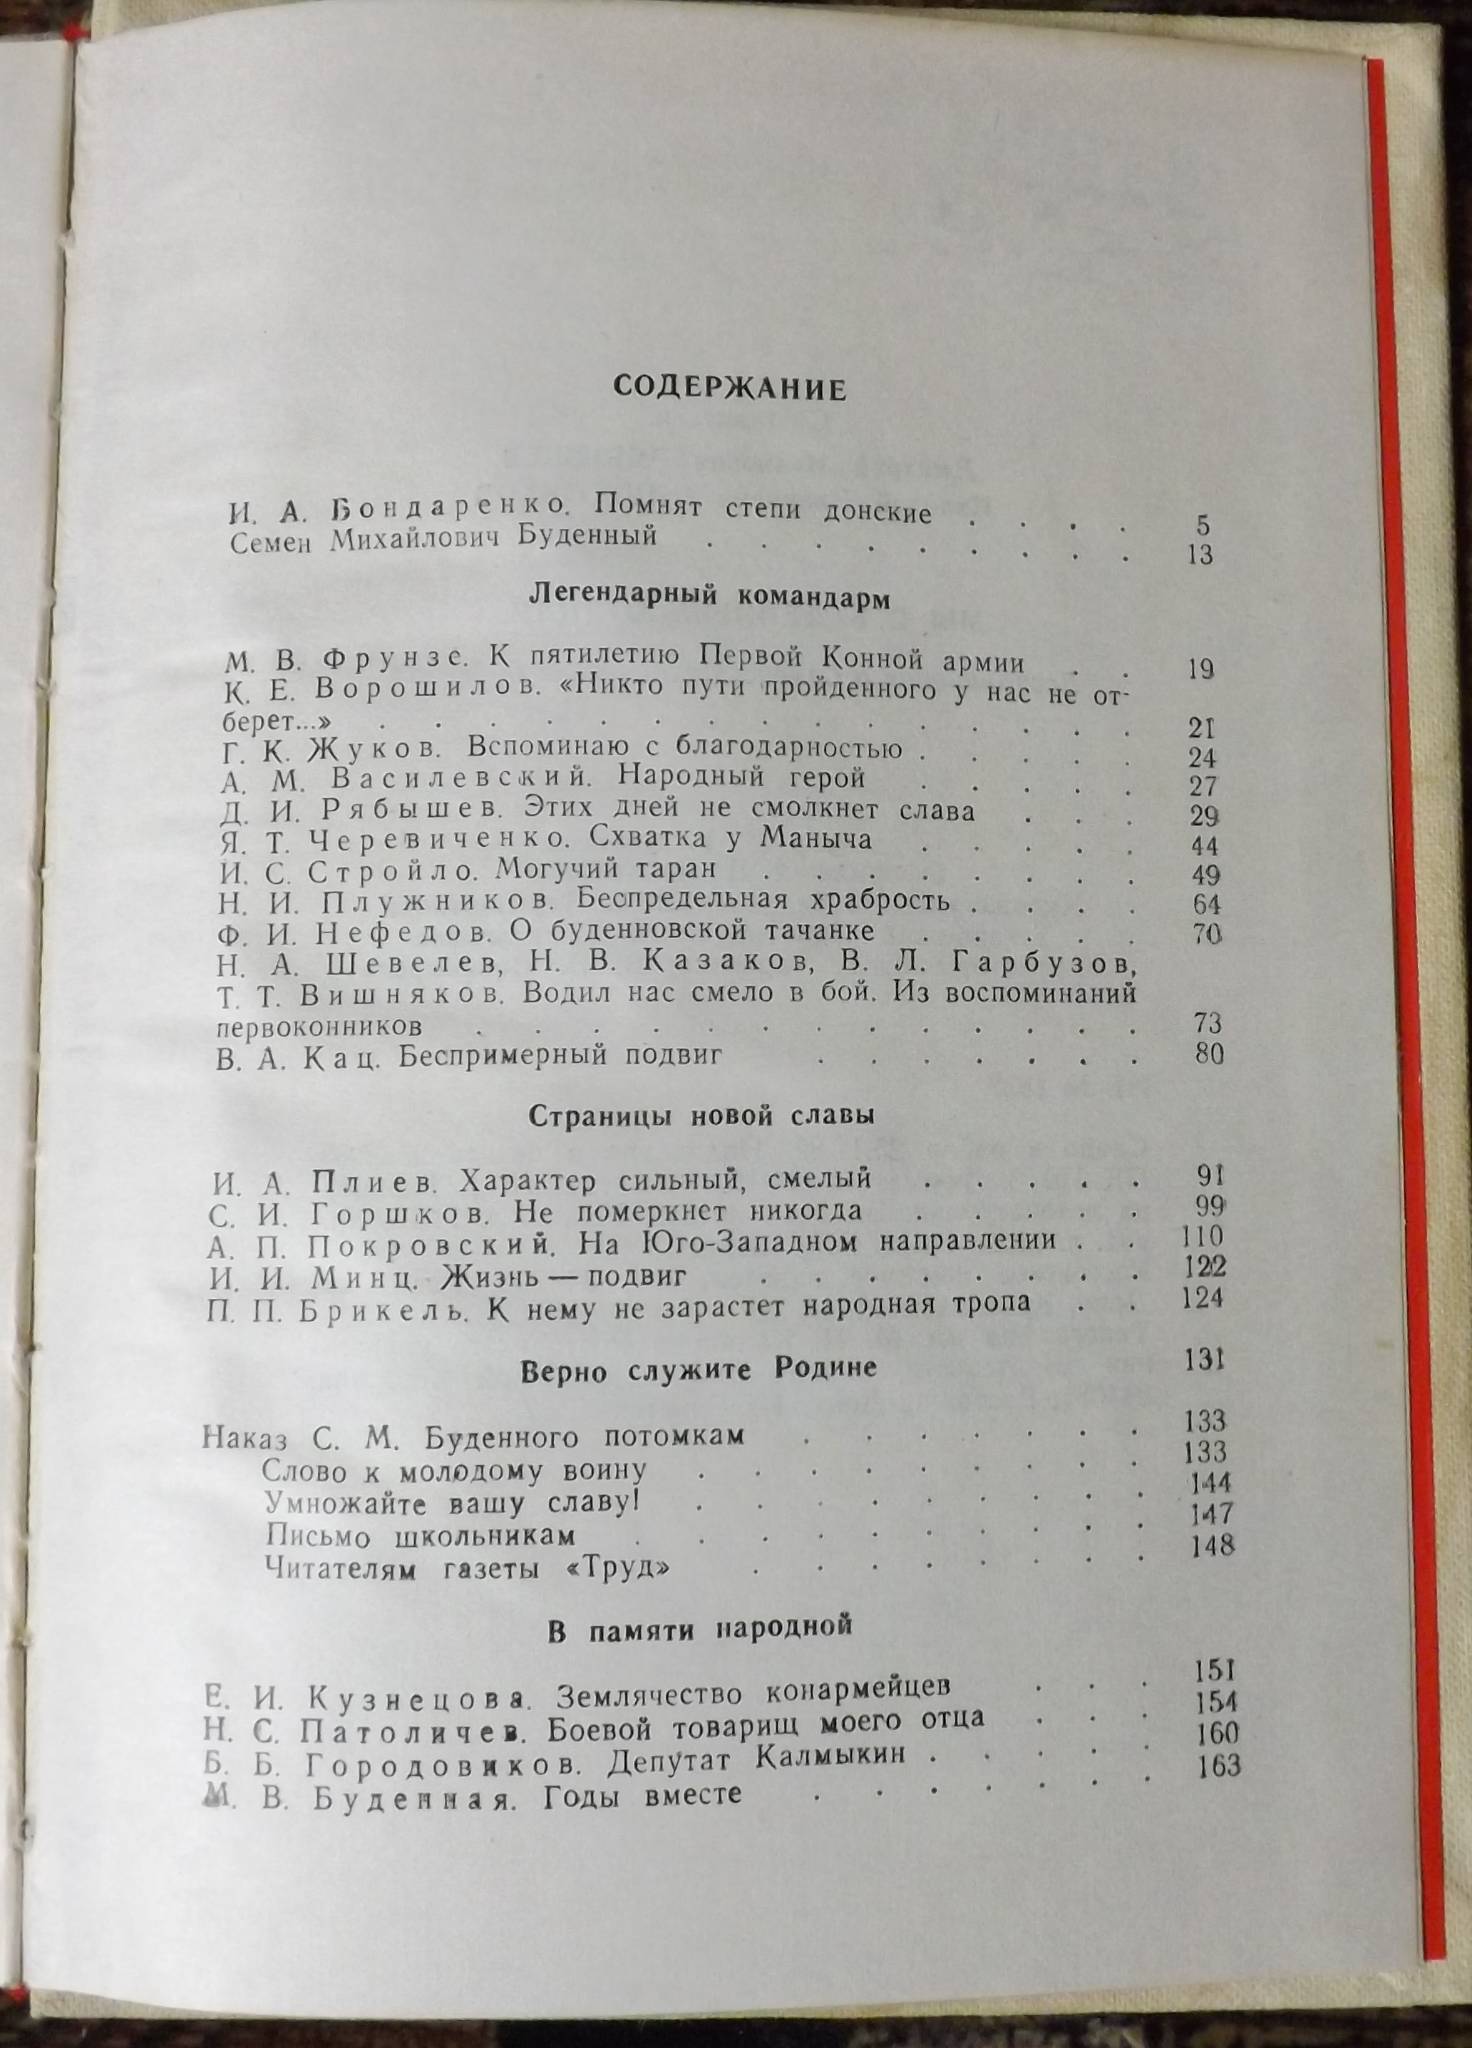 СОДЕРЖАНИЕ
И. А. Бондаренко. Помнят степи донские . . . . 5
Семен Михайлович Буденный . . . . . . . . . 13
Легендарный командарм
М. В. Фрунзе. К пятилетию Первой Конной армии . . 19
К. Е. Ворошилов. «Никто пути пройденного у нас не от-
берет...» . . . . . . . . . . . . . . . 21
Г. К. Жуков. Вспоминаю с благодарностью . . . . . 24
А. М. Василевский. Народный герой . . . . . 27
Д. И. Рябышев. Этих дней не смолкнет слава . . . 29
Я. Т. Черевиченко. Схватка у Маныча . . . . . 44
И. С. Стройло. Могучий таран . . . . . . . . 49
Н. И. Плужников. Беспредельная храбрость . . . . 64
Ф. И. Нефедов. О буденновской тачанке . . . . . 70
Н. А. Шевелев, Н. В. Казаков, В. Л. Гарбузов,
Т. Т. Вишняков. Водил нас смело в бой. Из воспоминаний
первоконников . . . . . . . . . . . . . 73
В. А. Кац. Беспримерный подвиг . . . . . . . 80
Страницы новой славы
И. А. Плиев. Характер сильный, смелый . . . . . 91
С. И. Горшков. Не померкнет никогда . . . . . 99
А. П. Покровский. На Юго-Западном направлении . . 110
И. И. Минц. Жизнь — подвиг . . . . . . . . 122
П. П. Брикель. К нему не зарастет народная тропа . . 124
Верно служите Родине 131
Наказ С. М. Буденного потомкам . . . . . . . 133
Слово к молодому воину . . . . . . . . . 133
Умножайте вашу славу! . . . . . . . . . 144
Письмо школьникам . . . . . . . . . . 147
Читателям газеты «Труд» . . . . . . . . 148
В памяти народной
Е. И. Кузнецова. Землячество конармейцев . . . 151
Н. С. Патоличев. Боевой товарищ моего отца . . . 154
Б. Б. Городовиков. Депутат Калмыкин . . . . . 160
М. В. Буденная. Годы вместе . . . . . . . 163